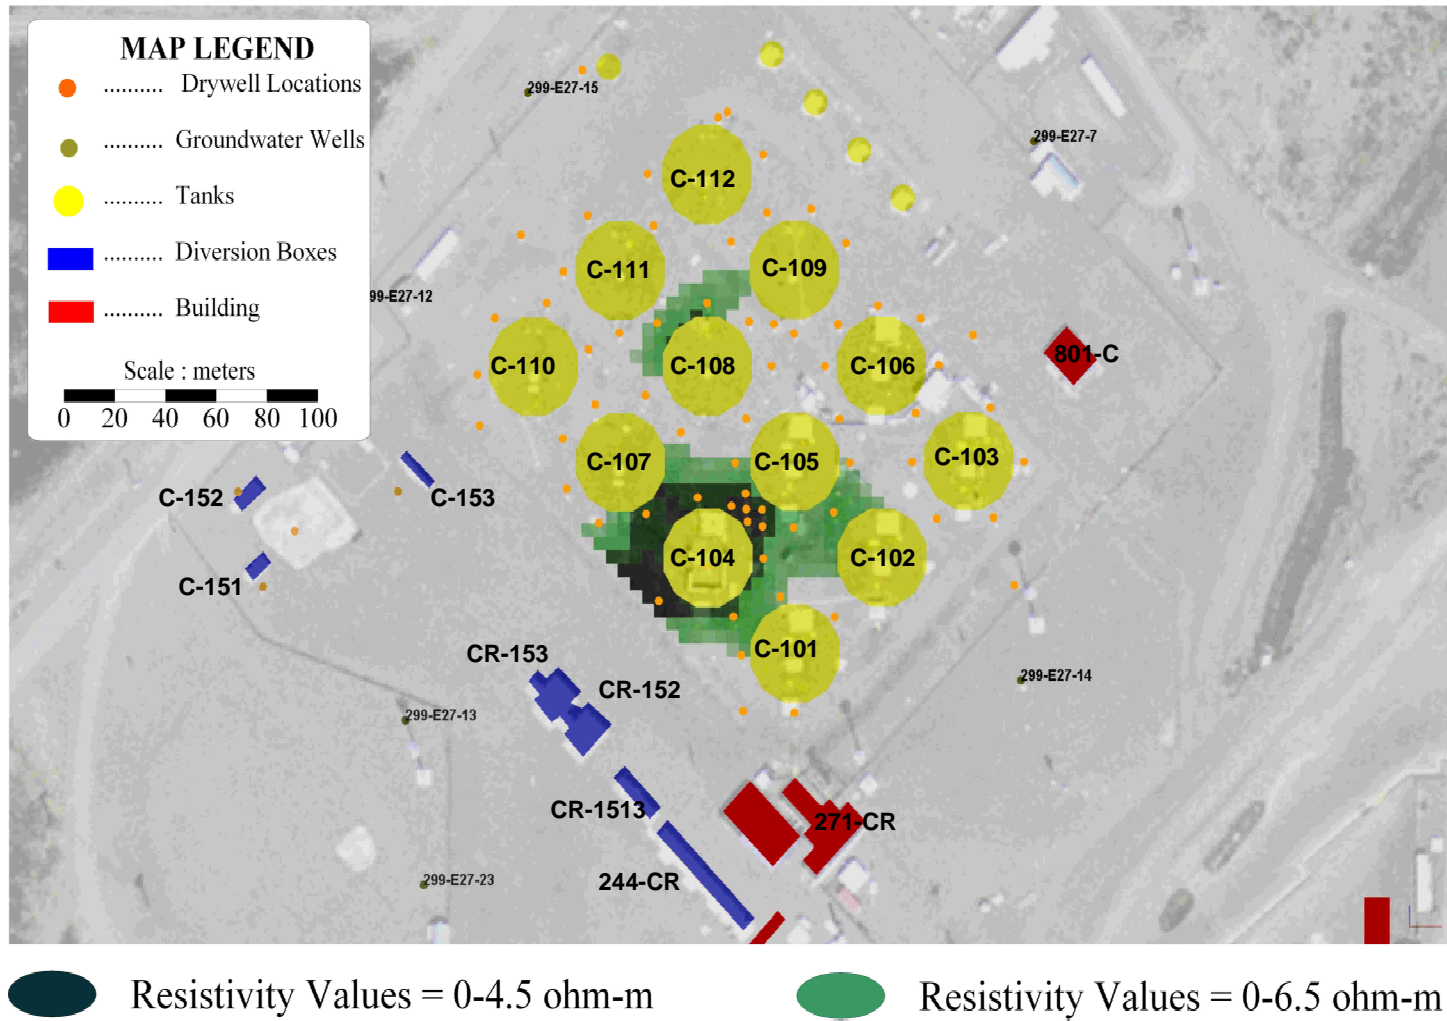 MAP LEGEND
.......... Drywell Locations
.......... Groundwater Wells
.......... Tanks
.......... Diversion Boxes
.......... Building
Scale : meters
0 20 40 60 80 100
299-E27-15
299-E27-7
C-112
C-111
C-109
99-E27-12
C-110
C-108
C-106
801-C
C-107
C-105
C-103
C-152
C-153
C-104
C-102
C-151
C-101
CR-153
299-E27-14
CR-152
299-E27-13
CR-1513
271-CR
244-CR
299-E27-23
Resistivity Values = 0-4.5 ohm-m
Resistivity Values = 0-6.5 ohm-m